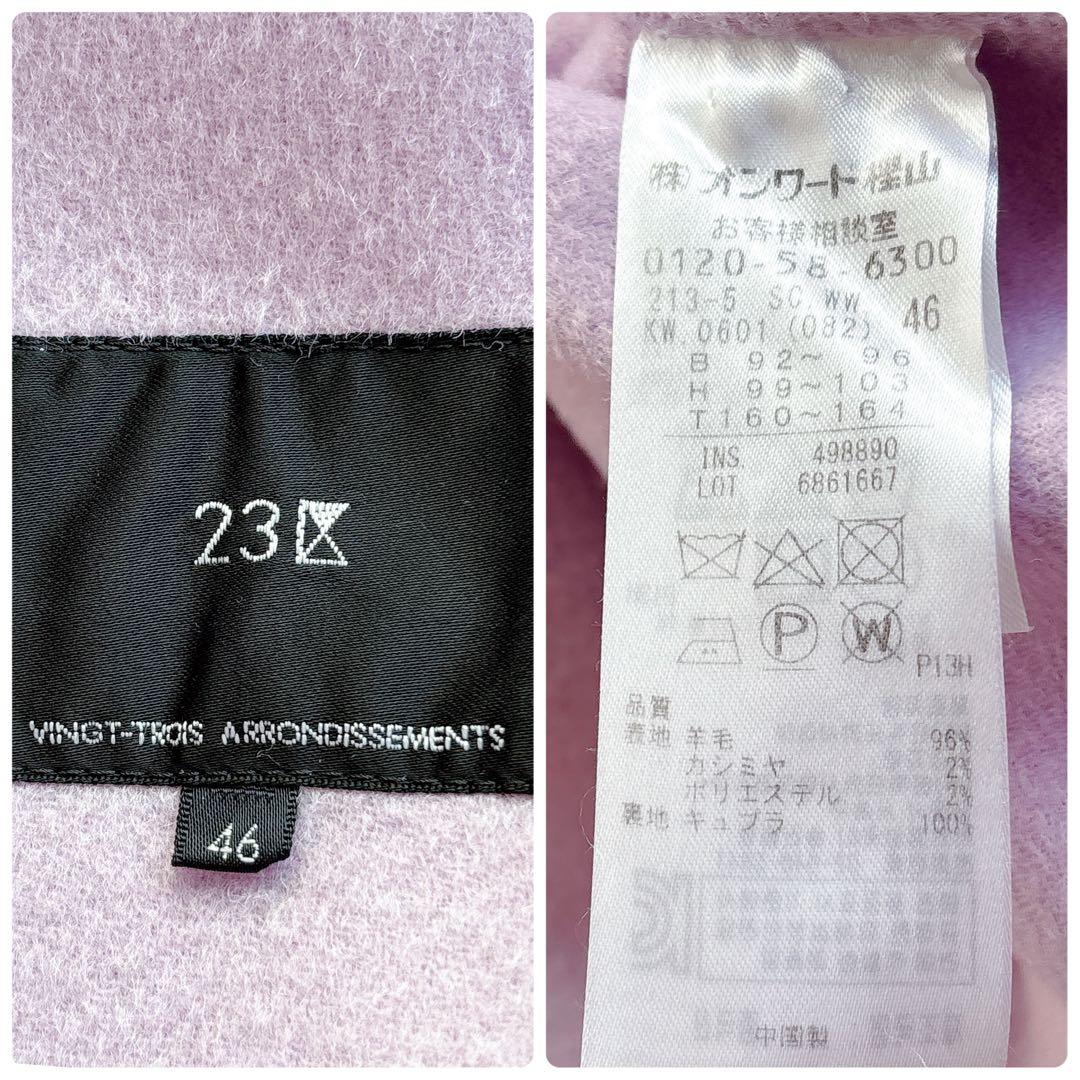 23区
VINGT-TROIS ARRONDISSEMENTS
46
㈱オンワード樫山
お客様相談室
0120-58-6300
213-5 SC.WW 46
KW.0601 (082)
B 92~ 96
H 99~103
T160~164
INS. 498890
LOT 6861667
P W
P13H
品質
表地 羊毛 96%
カシミヤ 2%
ポリエステル 2%
裏地 キュプラ 100%
中国製